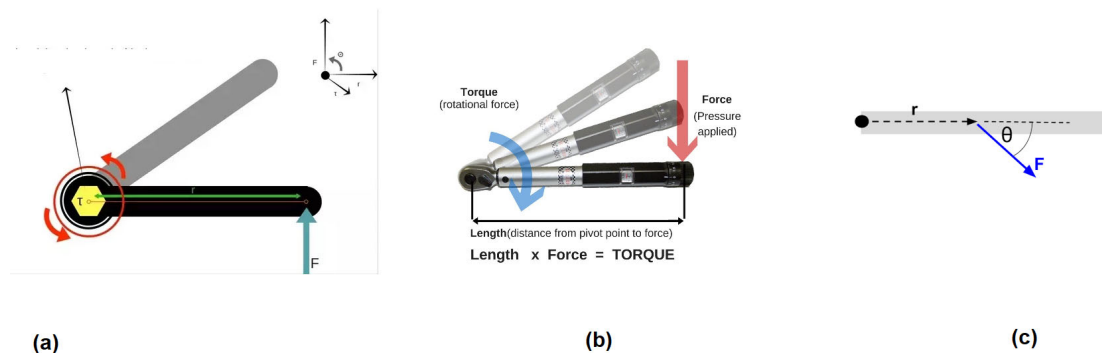 F
Θ
r
τ
r
τ
F
(a)
Torque
(rotational force)
Force
(Pressure
applied)
Length(distance from pivot point to force)
Length x Force = TORQUE
(b)
r
θ
F
(c)